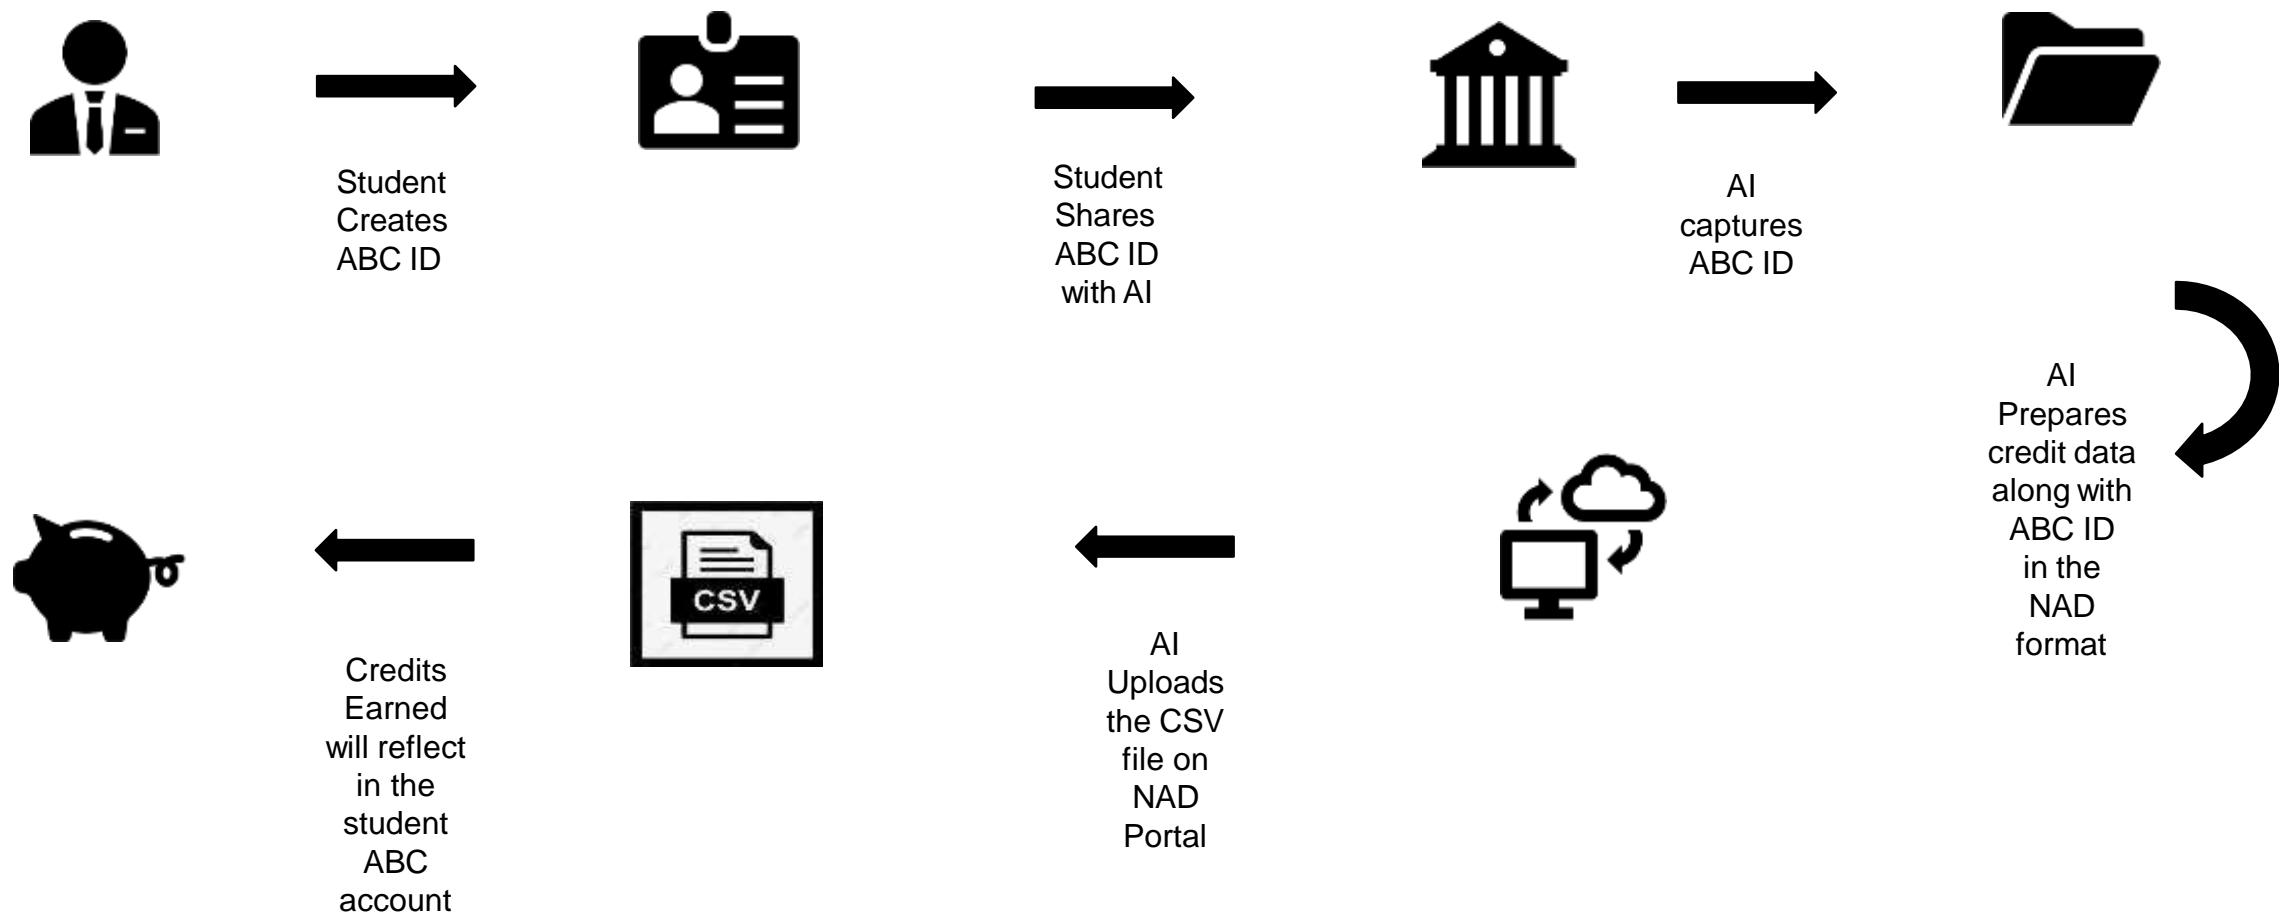 Student
Creates
ABC ID
Student
Shares
ABC ID
with AI
AI
captures
ABC ID
AI
Prepares
credit data
along with
ABC ID
in the
NAD
format
CSV
AI
Uploads
the CSV
file on
NAD
Portal
Credits
Earned
will reflect
in the
student
ABC
account